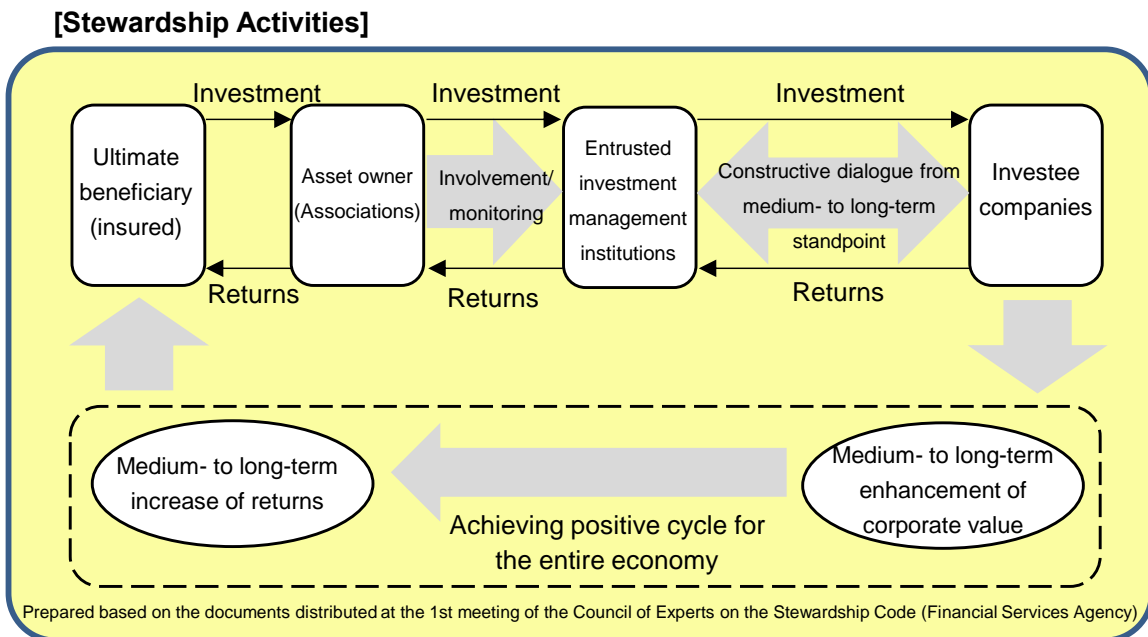 [Stewardship Activities]
Investment
Investment
Investment
Ultimate
beneficiary
(insured)
Asset owner
(Associations)
Involvement/
monitoring
Entrusted
investment
management
institutions
Constructive dialogue from
medium- to long-term
standpoint
Investee
companies
Returns
Returns
Returns
Medium- to long-term
increase of returns
Medium- to long-term
enhancement of
corporate value
Achieving positive cycle for
the entire economy
Prepared based on the documents distributed at the 1st meeting of the Council of Experts on the Stewardship Code (Financial Services Agency)